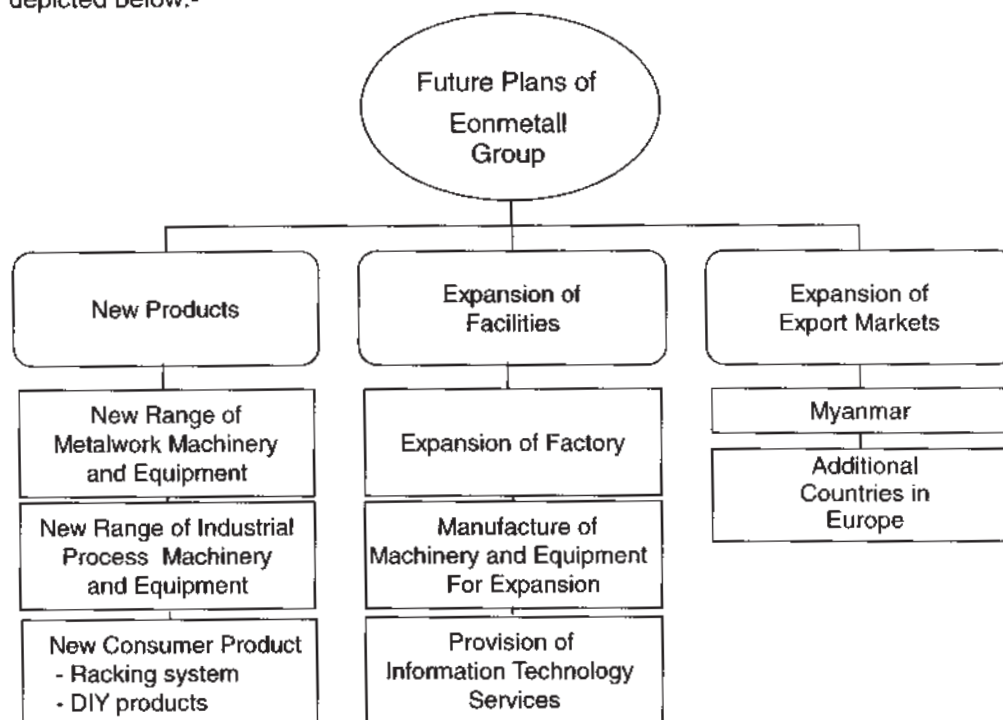 depicted below:-
Future Plans of
Eonmetall
Group
New Products
Expansion of
Facilities
Expansion of
Export Markets
New Range of
Metalwork Machinery
and Equipment
Expansion of Factory
Myanmar
Additional
Countries in
Europe
New Range of Industrial
Process Machinery
and Equipment
Manufacture of
Machinery and Equipment
For Expansion
New Consumer Product
- Racking system
- DIY products
Provision of
Information Technology
Services